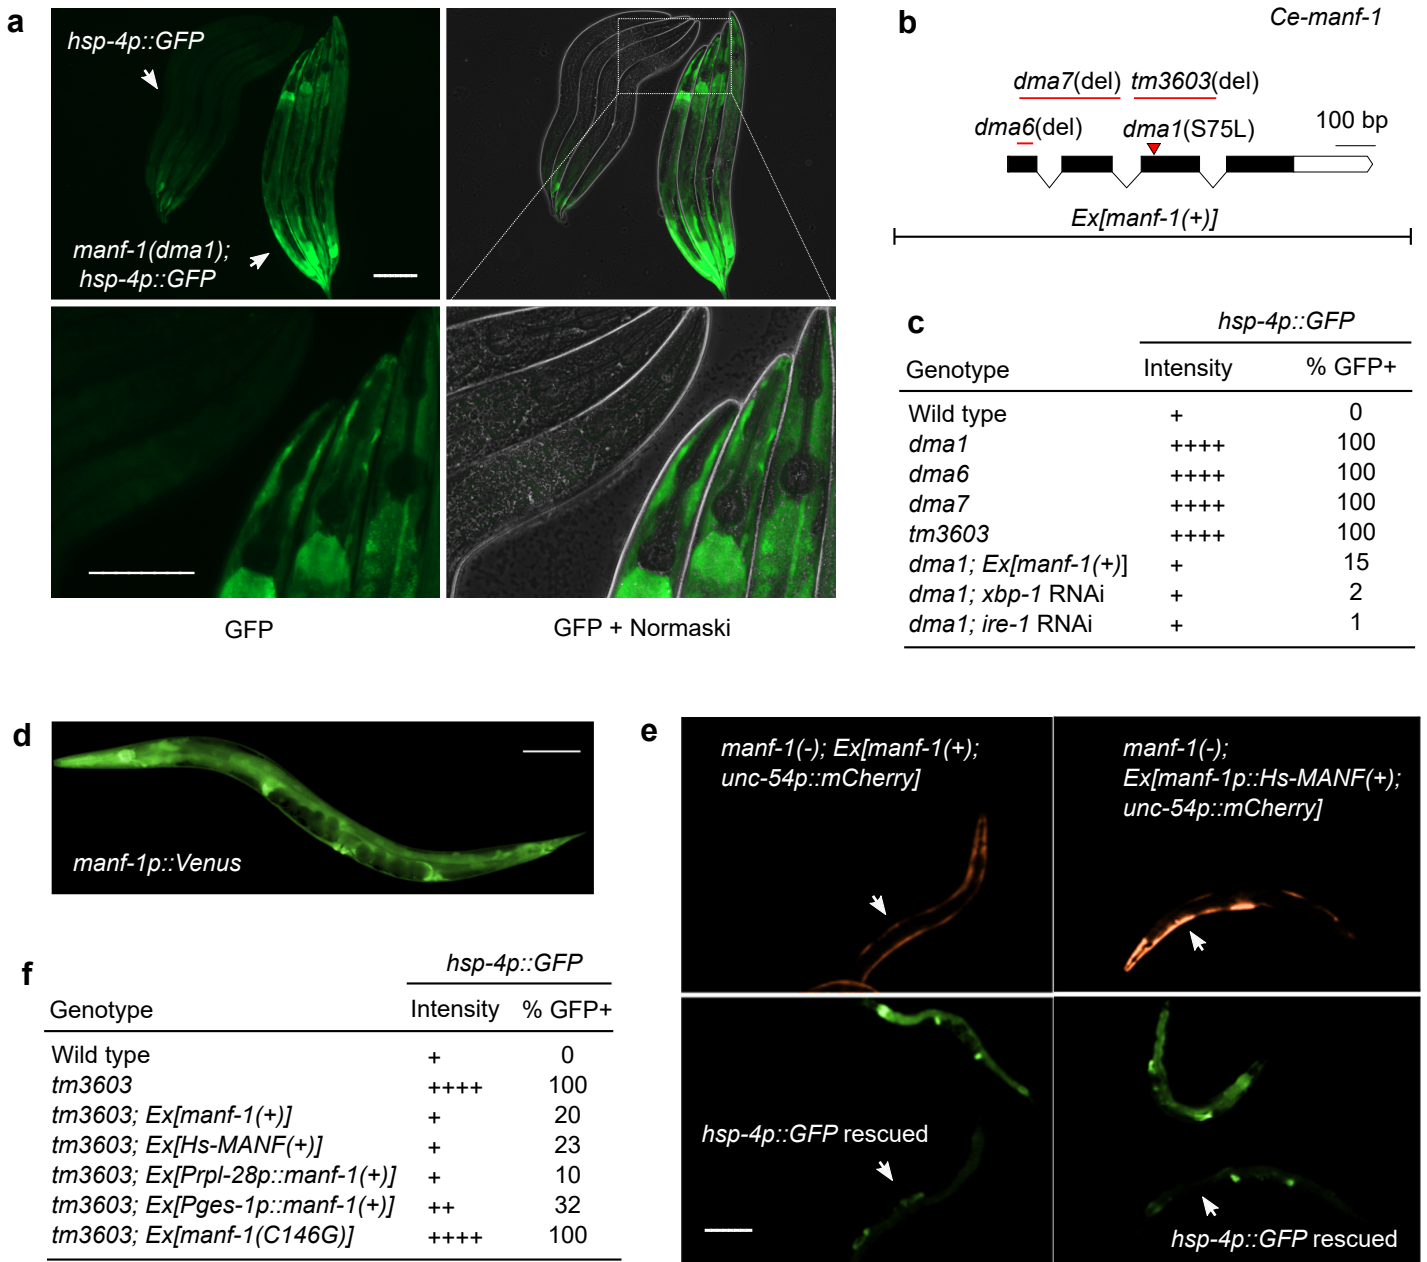 a
hsp-4p::GFP
manf-1(dma1);
hsp-4p::GFP
GFP
GFP + Normaski
b
Ce-manf-1
dma7(del) tm3603(del)
dma6(del) dma1(S75L) 100 bp
Ex[manf-1(+)]
c
hsp-4p::GFP
Genotype Intensity % GFP+
Wild type + 0
dma1 ++++ 100
dma6 ++++ 100
dma7 ++++ 100
tm3603 ++++ 100
dma1; Ex[manf-1(+)] + 15
dma1; xbp-1 RNAi + 2
dma1; ire-1 RNAi + 1
d
manf-1p::Venus
e
manf-1(-); Ex[manf-1(+);
unc-54p::mCherry]
manf-1(-);
Ex[manf-1p::Hs-MANF(+);
unc-54p::mCherry]
hsp-4p::GFP rescued
hsp-4p::GFP rescued
f
hsp-4p::GFP
Genotype Intensity % GFP+
Wild type + 0
tm3603 ++++ 100
tm3603; Ex[manf-1(+)] + 20
tm3603; Ex[Hs-MANF(+)] + 23
tm3603; Ex[Prpl-28p::manf-1(+)] + 10
tm3603; Ex[Pges-1p::manf-1(+)] ++ 32
tm3603; Ex[manf-1(C146G)] ++++ 100